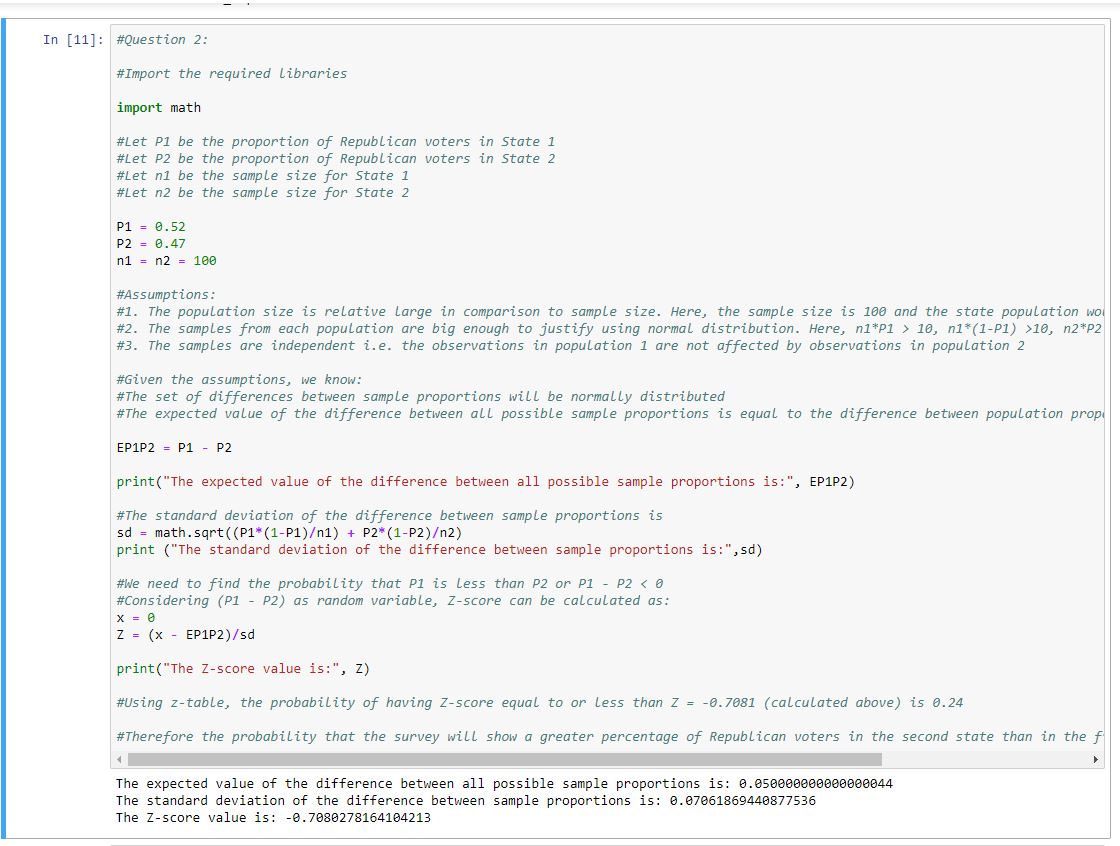 In [11]:
#Question 2:
#Import the required libraries
import math
#Let P1 be the proportion of Republican voters in State 1
#Let P2 be the proportion of Republican voters in State 2
#Let n1 be the sample size for State 1
#Let n2 be the sample size for State 2
P1 = 0.52
P2 = 0.47
n1 = n2 = 100
#Assumptions:
#1. The population size is relative large in comparison to sample size. Here, the sample size is 100 and the state population
#2. The samples from each population are big enough to justify using normal distribution. Here, n1*P1 > 10, n1*(1-P1) >10, n2*P2
#3. The samples are independent i.e. the observations in population 1 are not affected by observations in population 2
#Given the assumptions, we know:
#The set of differences between sample proportions will be normally distributed
#The expected value of the difference between all possible sample proportions is equal to the difference between population
EP1P2 = P1 - P2
print("The expected value of the difference between all possible sample proportions is:", EP1P2)
#The standard deviation of the difference between sample proportions is
sd = math.sqrt((P1*(1-P1)/n1) + P2*(1-P2)/n2)
print ("The standard deviation of the difference between sample proportions is:",sd)
#We need to find the probability that P1 is less than P2 or P1 - P2 < 0
#Considering (P1 - P2) as random variable, Z-score can be calculated as:
x = 0
Z = (x - EP1P2)/sd
print("The Z-score value is:", Z)
#Using z-table, the probability of having Z-score equal to or less than Z = -0.7081 (calculated above) is 0.24
#Therefore the probability that the survey will show a greater percentage of Republican voters in the second state than in the
The expected value of the difference between all possible sample proportions is: 0.050000000000000044
The standard deviation of the difference between sample proportions is: 0.07061869440877536
The Z-score value is: -0.7080278164104213